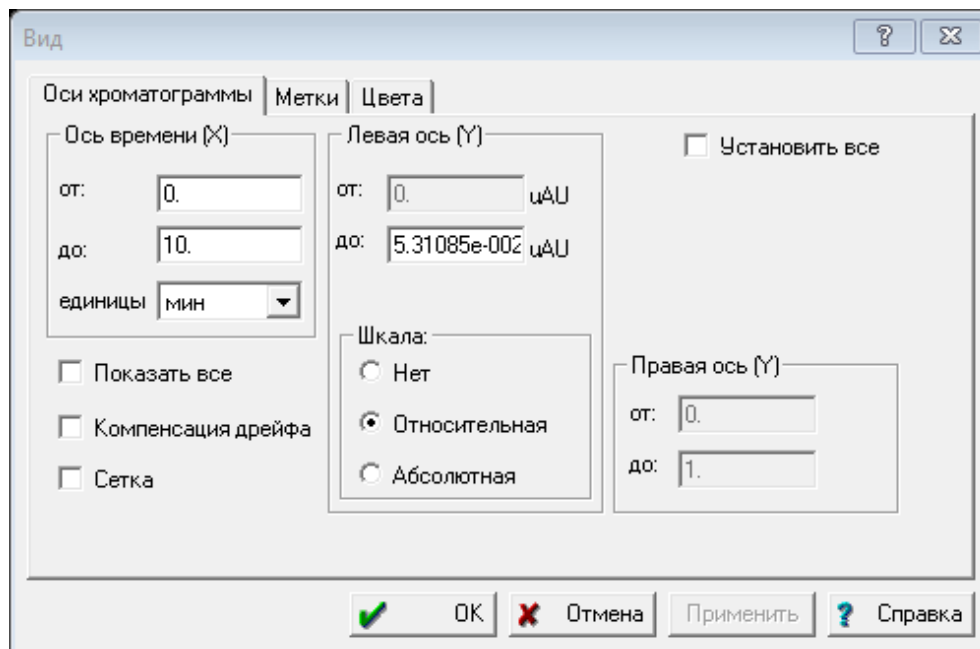 Вид
Оси хроматограммы Метки Цвета
Ось времени (X)
от: 0.
до: 10.
единицы мин
Показать все
Компенсация дрейфа
Сетка
Левая ось (Y)
от: 0. uAU
до: 5.31085e-002 uAU
Шкала:
Нет
Относительная
Абсолютная
Установить все
Правая ось (Y)
от: 0.
до: 1.
OK Отмена Применить ? Справка